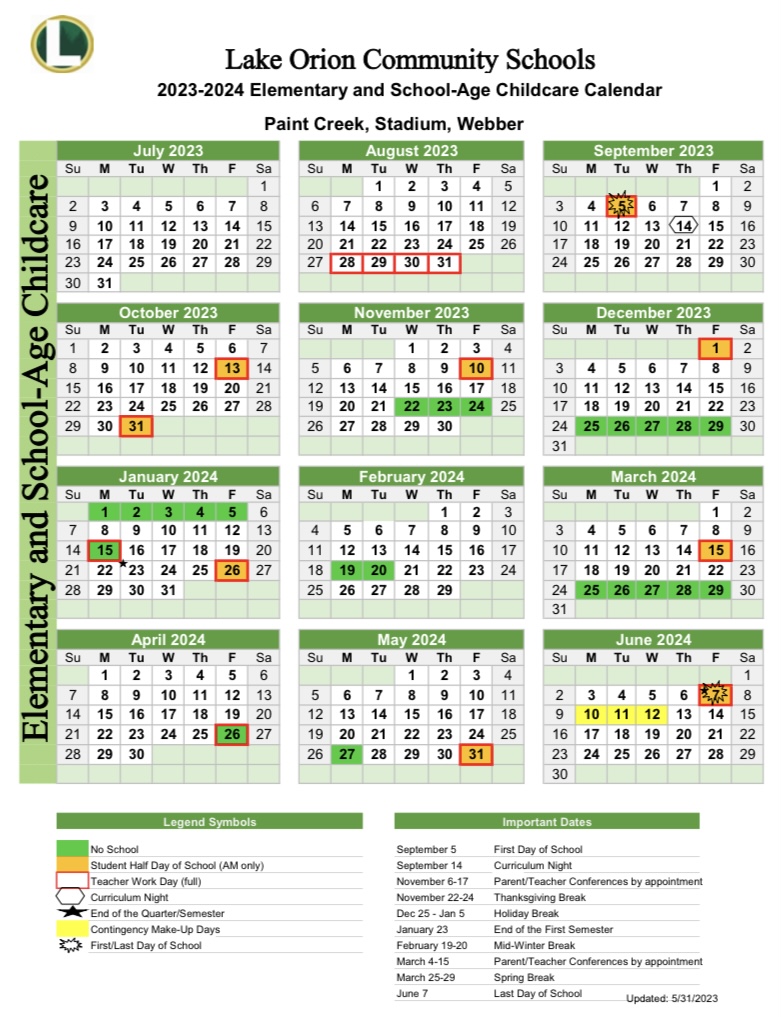 L
Lake Orion Community Schools
2023-2024 Elementary and School-Age Childcare Calendar
Paint Creek, Stadium, Webber
Elementary and School-Age Childcare
July 2023
Su M Tu W Th F Sa
1
2 3 4 5 6 7 8
9 10 11 12 13 14 15
16 17 18 19 20 21 22
23 24 25 26 27 28 29
30 31
August 2023
Su M Tu W Th F Sa
1 2 3 4 5
6 7 8 9 10 11 12
13 14 15 16 17 18 19
20 21 22 23 24 25 26
27 28 29 30 31
September 2023
Su M Tu W Th F Sa
1 2
3 4 5 6 7 8 9
10 11 12 13 14 15 16
17 18 19 20 21 22 23
24 25 26 27 28 29 30
October 2023
Su M Tu W Th F Sa
1 2 3 4 5 6 7
8 9 10 11 12 13 14
15 16 17 18 19 20 21
22 23 24 25 26 27 28
29 30 31
November 2023
Su M Tu W Th F Sa
1 2 3 4
5 6 7 8 9 10 11
12 13 14 15 16 17 18
19 20 21 22 23 24 25
26 27 28 29 30
December 2023
Su M Tu W Th F Sa
1 2
3 4 5 6 7 8 9
10 11 12 13 14 15 16
17 18 19 20 21 22 23
24 25 26 27 28 29 30
31
January 2024
Su M Tu W Th F Sa
1 2 3 4 5 6
7 8 9 10 11 12 13
14 15 16 17 18 19 20
21 22 23 24 25 26 27
28 29 30 31
February 2024
Su M Tu W Th F Sa
1 2 3
4 5 6 7 8 9 10
11 12 13 14 15 16 17
18 19 20 21 22 23 24
25 26 27 28 29
March 2024
Su M Tu W Th F Sa
1 2
3 4 5 6 7 8 9
10 11 12 13 14 15 16
17 18 19 20 21 22 23
24 25 26 27 28 29 30
31
April 2024
Su M Tu W Th F Sa
1 2 3 4 5 6
7 8 9 10 11 12 13
14 15 16 17 18 19 20
21 22 23 24 25 26 27
28 29 30
May 2024
Su M Tu W Th F Sa
1 2 3 4
5 6 7 8 9 10 11
12 13 14 15 16 17 18
19 20 21 22 23 24 25
26 27 28 29 30 31
June 2024
Su M Tu W Th F Sa
1
2 3 4 5 6 7 8
9 10 11 12 13 14 15
16 17 18 19 20 21 22
23 24 25 26 27 28 29
30
Legend Symbols
No School
Student Half Day of School (AM only)
Teacher Work Day (full)
Curriculum Night
End of the Quarter/Semester
Contingency Make-Up Days
First/Last Day of School
Important Dates
September 5 First Day of School
September 14 Curriculum Night
November 6-17 Parent/Teacher Conferences by appointment
November 22-24 Thanksgiving Break
Dec 25 - Jan 5 Holiday Break
January 23 End of the First Semester
February 19-20 Mid-Winter Break
March 4-15 Parent/Teacher Conferences by appointment
March 25-29 Spring Break
June 7 Last Day of School
Updated: 5/31/2023